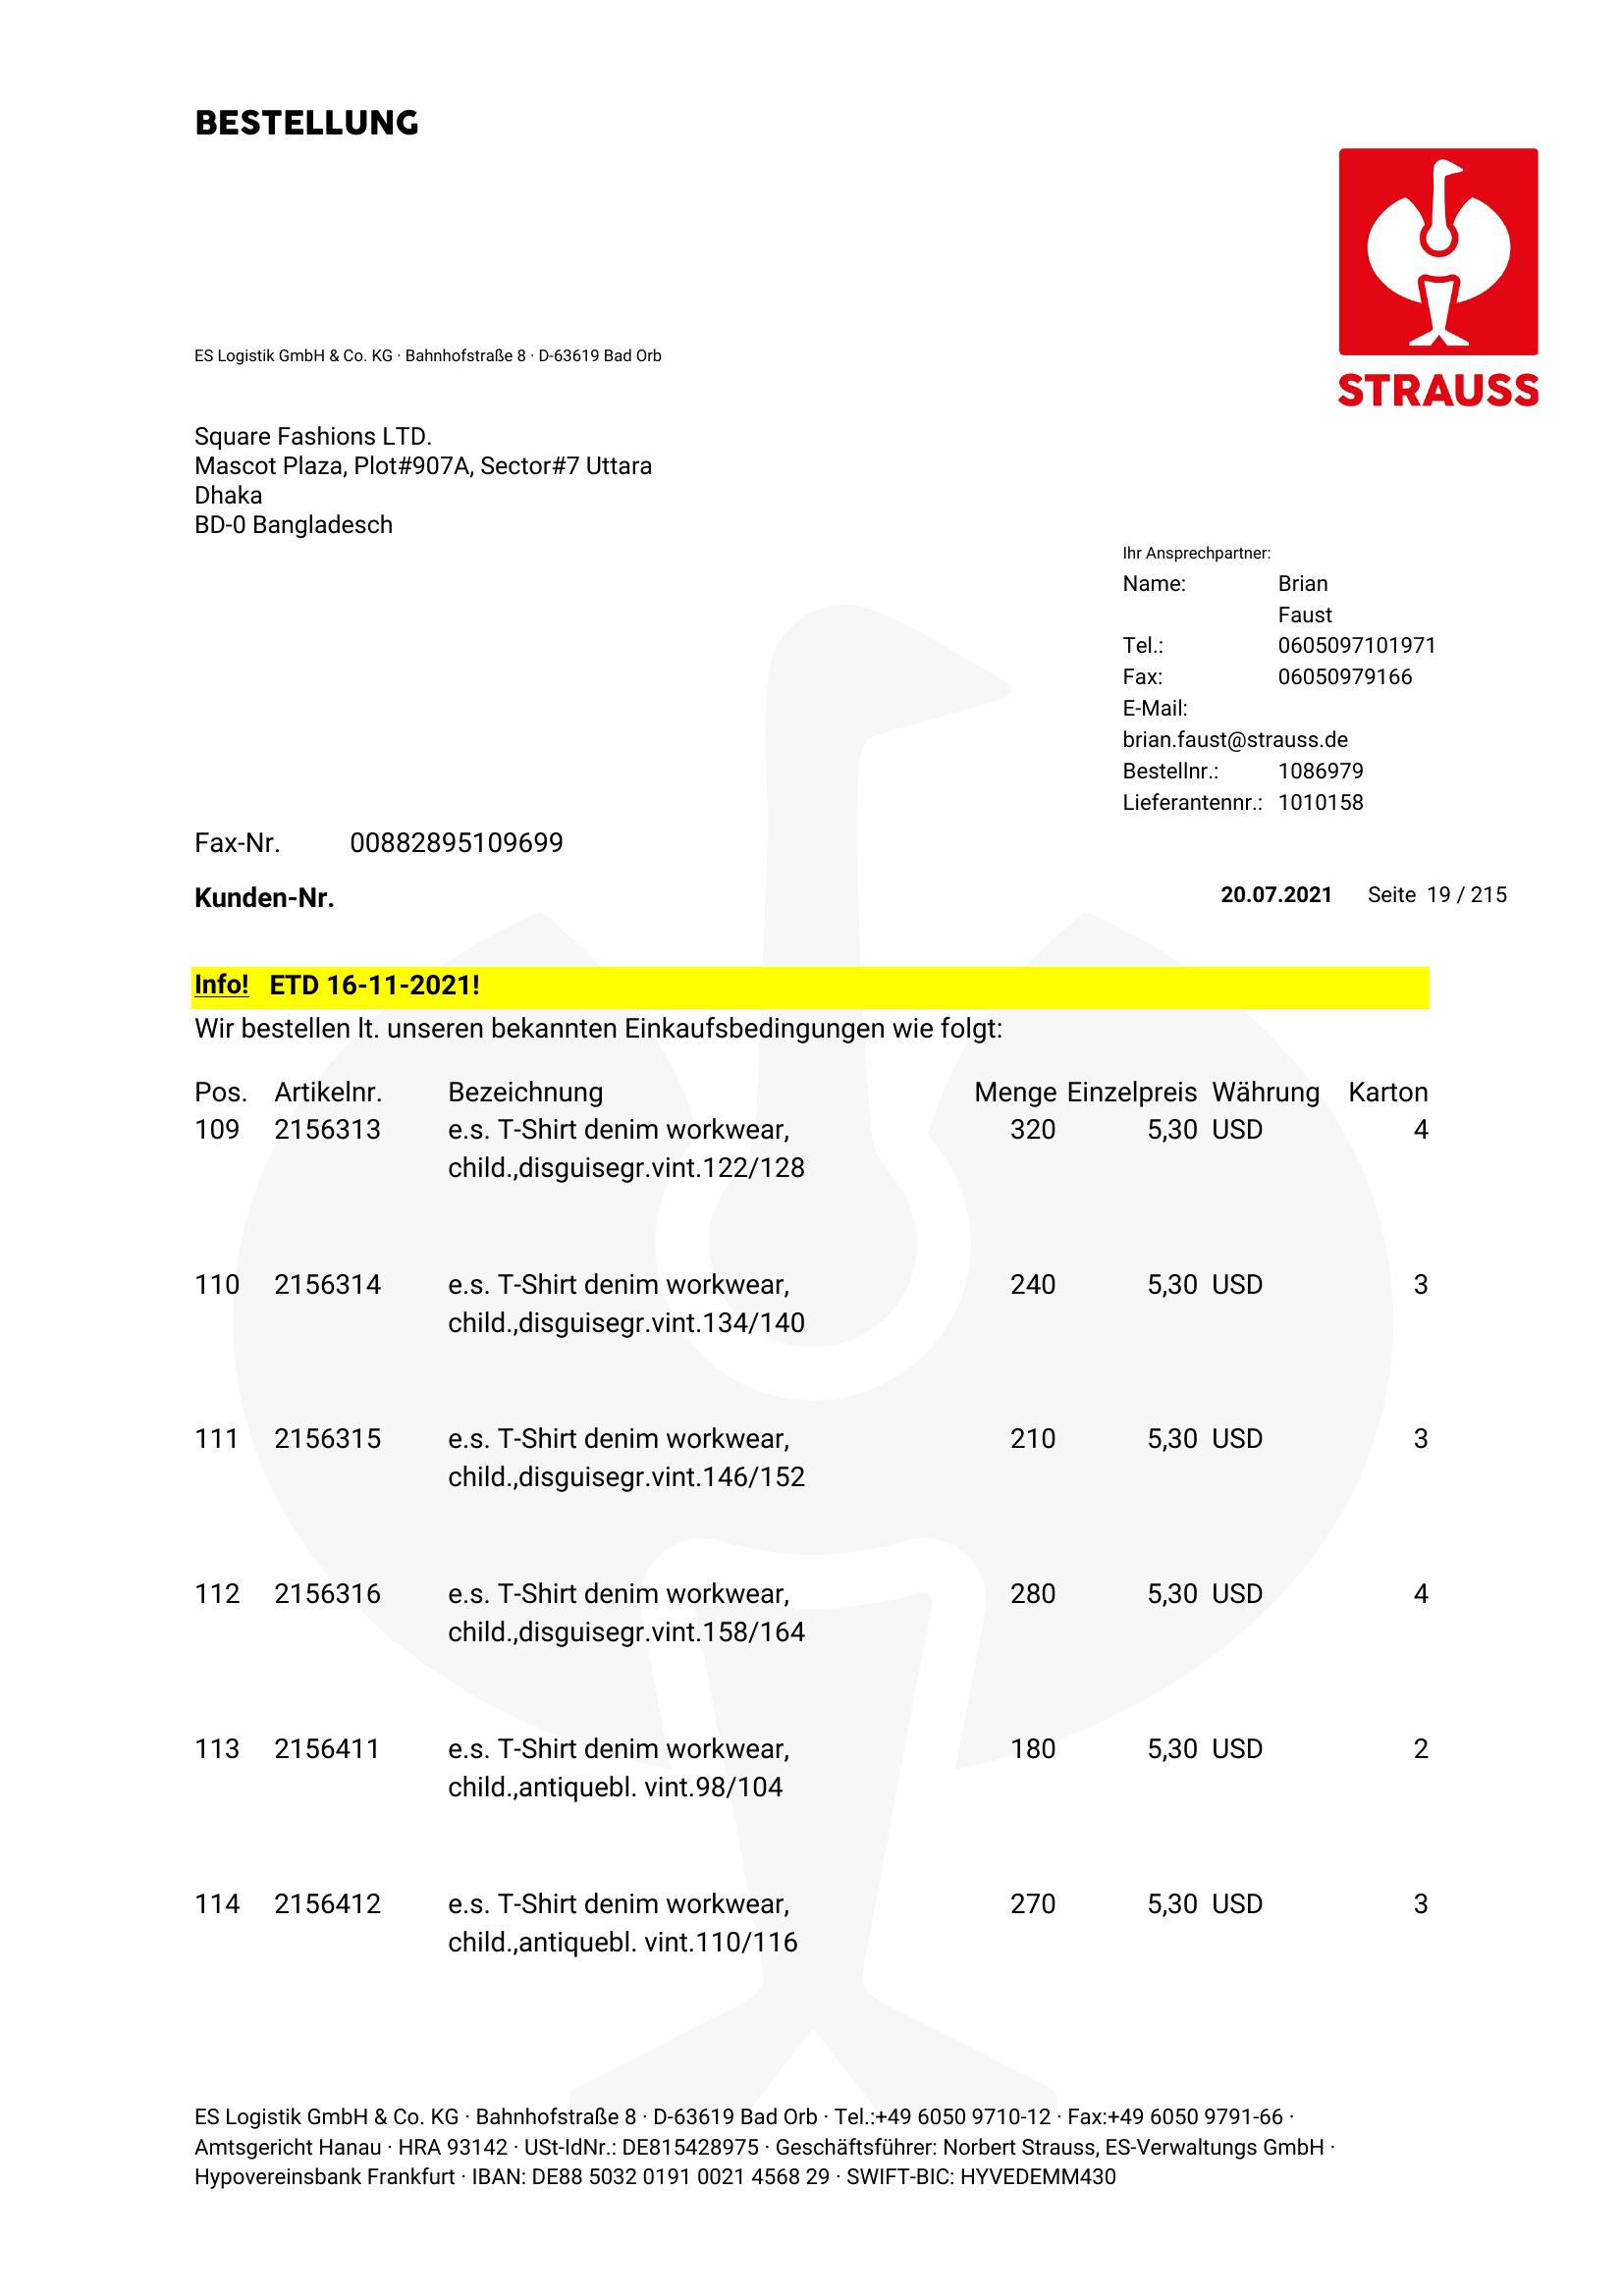 BESTELLUNG
STRAUSS
ES Logistik GmbH & Co. KG · Bahnhofstraße 8 · D-63619 Bad Orb
Square Fashions LTD.
Mascot Plaza, Plot#907A, Sector#7 Uttara
Dhaka
BD-0 Bangladesch
Ihr Ansprechpartner:
Name: Brian
Faust
Tel.: 0605097101971
Fax: 06050979166
E-Mail:
brian.faust@strauss.de
Bestellnr.: 1086979
Lieferantennr.: 1010158
Fax-Nr. 00882895109699
Kunden-Nr. 20.07.2021 Seite 19 / 215
Info! ETD 16-11-2021!
Wir bestellen lt. unseren bekannten Einkaufsbedingungen wie folgt:
Pos. Artikelnr. Bezeichnung Menge Einzelpreis Währung Karton
109 2156313 e.s. T-Shirt denim workwear, 320 5,30 USD 4
child.,disguisegr.vint.122/128
110 2156314 e.s. T-Shirt denim workwear, 240 5,30 USD 3
child.,disguisegr.vint.134/140
111 2156315 e.s. T-Shirt denim workwear, 210 5,30 USD 3
child.,disguisegr.vint.146/152
112 2156316 e.s. T-Shirt denim workwear, 280 5,30 USD 4
child.,disguisegr.vint.158/164
113 2156411 e.s. T-Shirt denim workwear, 180 5,30 USD 2
child.,antiquebl. vint.98/104
114 2156412 e.s. T-Shirt denim workwear, 270 5,30 USD 3
child.,antiquebl. vint.110/116
ES Logistik GmbH & Co. KG · Bahnhofstraße 8 · D-63619 Bad Orb · Tel.:+49 6050 9710-12 · Fax:+49 6050 9791-66 ·
Amtsgericht Hanau · HRA 93142 · USt-IdNr.: DE815428975 · Geschäftsführer: Norbert Strauss, ES-Verwaltungs GmbH ·
Hypovereinsbank Frankfurt · IBAN: DE88 5032 0191 0021 4568 29 · SWIFT-BIC: HYVEDEMM430